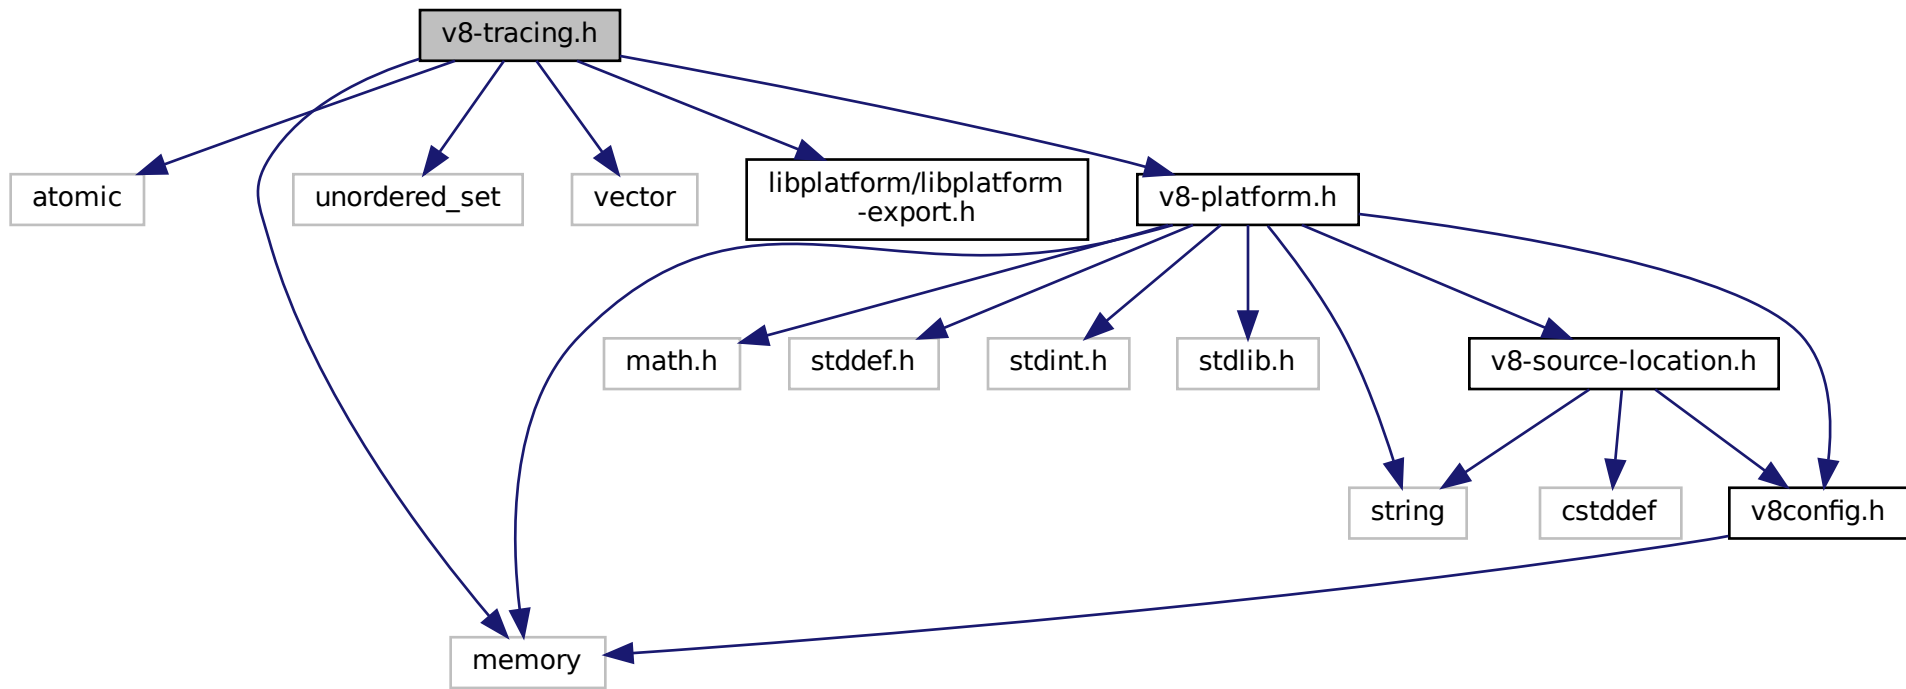 v8-tracing.h
atomic
unordered_set
vector
libplatform/libplatform
-export.h
v8-platform.h
math.h
stddef.h
stdint.h
stdlib.h
v8-source-location.h
string
cstddef
v8config.h
memory